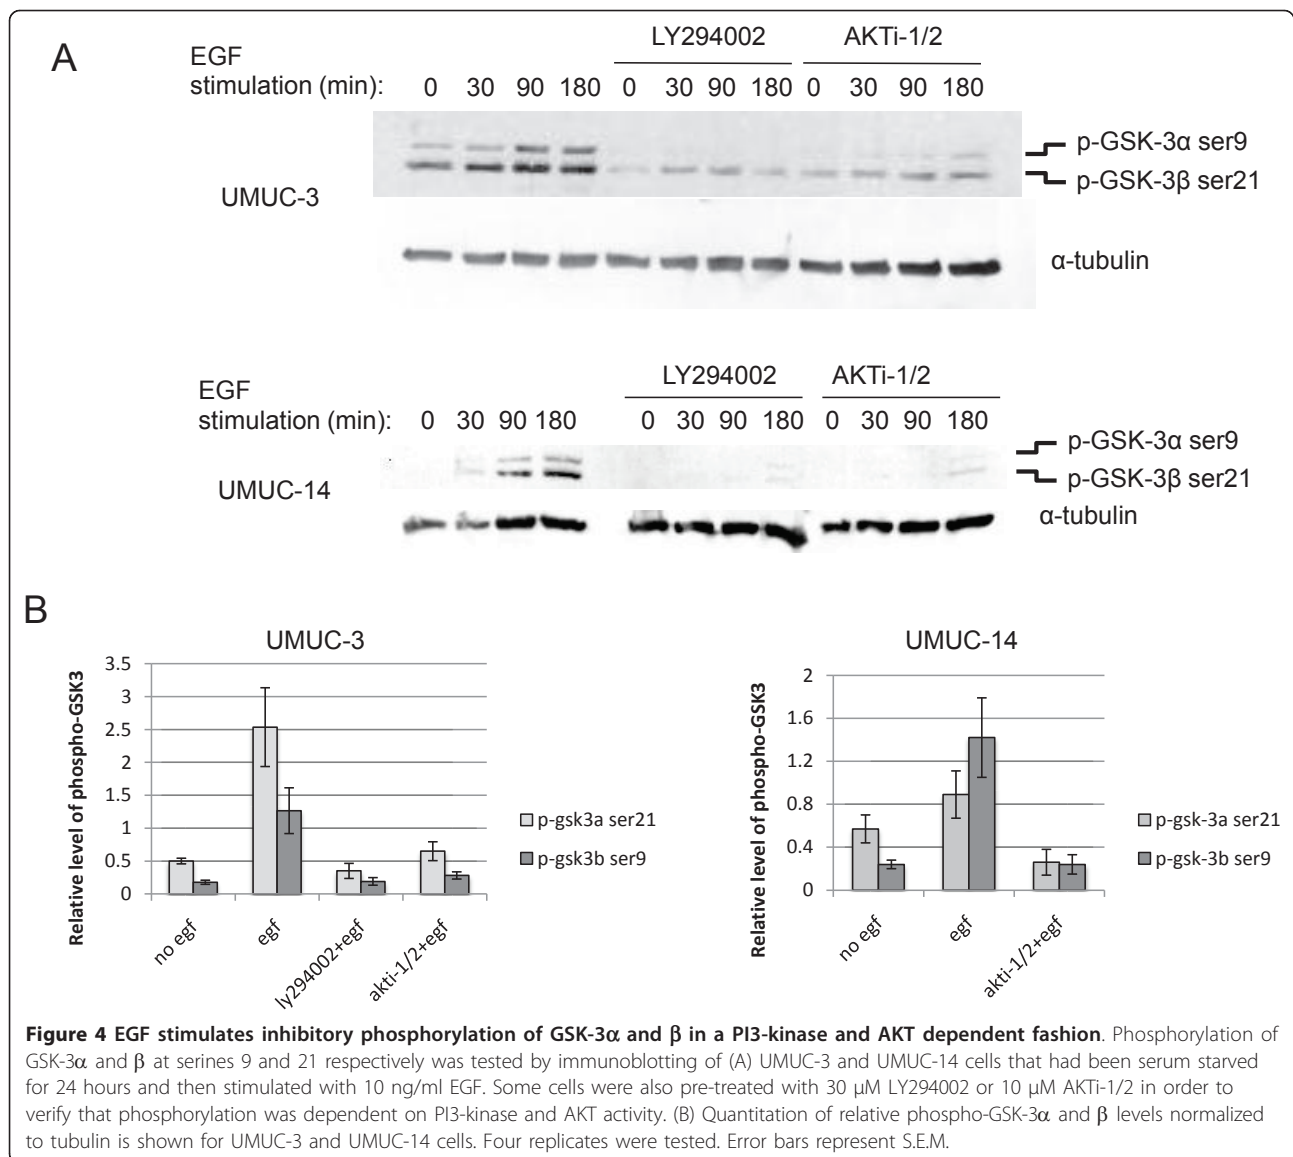 A
EGF
stimulation (min):
LY294002
AKTi-1/2
0 30 90 180 0 30 90 180 0 30 90 180
UMUC-3
p-GSK-3α ser9
p-GSK-3β ser21
α-tubulin
EGF
stimulation (min):
LY294002
AKTi-1/2
0 30 90 180 0 30 90 180 0 30 90 180
UMUC-14
p-GSK-3α ser9
p-GSK-3β ser21
α-tubulin
B
UMUC-3
Relative level of phospho-GSK3
3.5
3
2.5
2
1.5
1
0.5
0
no egf
egf
ly294002+egf
akti-1/2+egf
p-gsk3a ser21
p-gsk3b ser9
UMUC-14
Relative level of phospho-GSK3
2
1.6
1.2
0.8
0.4
0
no egf
egf
akti-1/2+egf
p-gsk-3a ser21
p-gsk-3b ser9
Figure 4 EGF stimulates inhibitory phosphorylation of GSK-3α and β in a PI3-kinase and AKT dependent fashion. Phosphorylation of
GSK-3α and β at serines 9 and 21 respectively was tested by immunoblotting of (A) UMUC-3 and UMUC-14 cells that had been serum starved
for 24 hours and then stimulated with 10 ng/ml EGF. Some cells were also pre-treated with 30 μM LY294002 or 10 μM AKTi-1/2 in order to
verify that phosphorylation was dependent on PI3-kinase and AKT activity. (B) Quantitation of relative phospho-GSK-3α and β levels normalized
to tubulin is shown for UMUC-3 and UMUC-14 cells. Four replicates were tested. Error bars represent S.E.M.